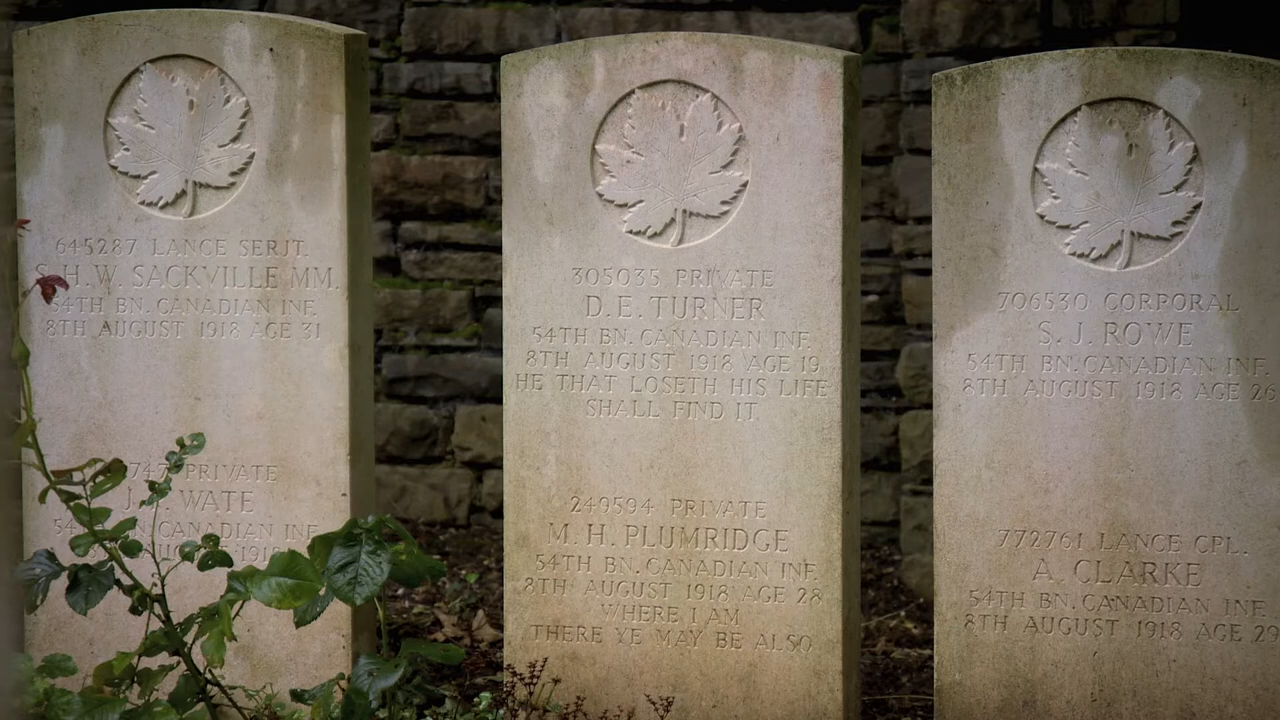 645287 LANCE SERJT.
S.H.W. SACKVILLE MM.
54TH BN. CANADIAN INF.
8TH AUGUST 1918 AGE 31
PRIVATE
WATE
CANADIAN INF.
1918
305035 PRIVATE
D.E. TURNER
54TH BN. CANADIAN INF.
8TH AUGUST 1918 AGE 19
HE THAT LOSETH HIS LIFE
SHALL FIND IT.
249594 PRIVATE
M.H. PLUMRIDGE
54TH BN. CANADIAN INF.
8TH AUGUST 1918 AGE 28
WHERE I AM
THERE YE MAY BE ALSO
706530 CORPORAL
S.J. ROWE
54TH BN. CANADIAN INF.
8TH AUGUST 1918 AGE 26
772761 LANCE CPL.
A. CLARKE
54TH BN. CANADIAN INF.
8TH AUGUST 1918 AGE 29